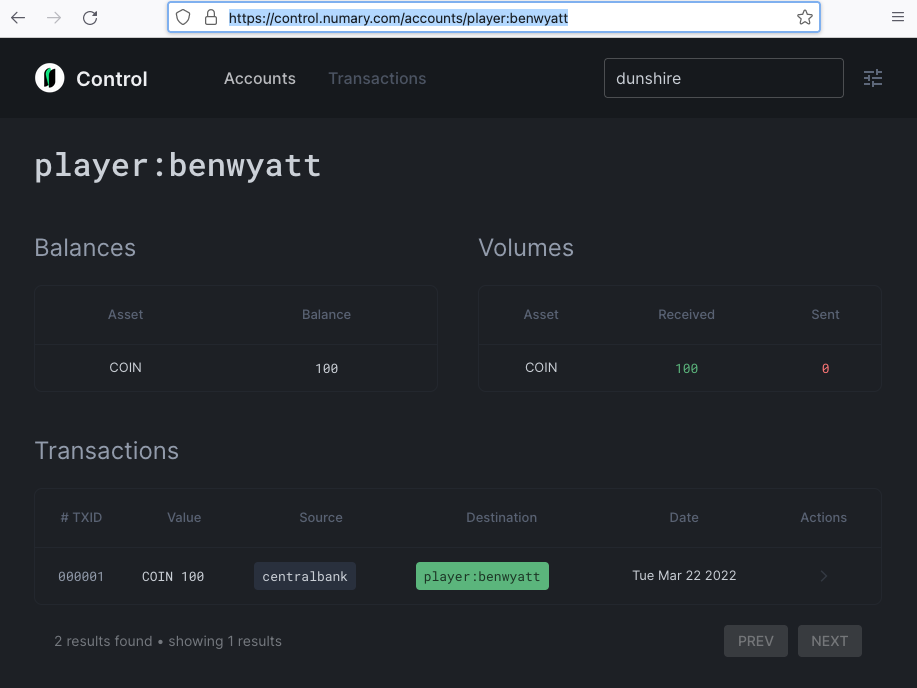 https://control.numary.com/accounts/player:benwyatt
Control Accounts Transactions dunshire
player:benwyatt
Balances Volumes
Asset Balance Asset Received Sent
COIN 100 COIN 100 0
Transactions
# TXID Value Source Destination Date Actions
000001 COIN 100 centralbank player:benwyatt Tue Mar 22 2022
2 results found • showing 1 results PREV NEXT